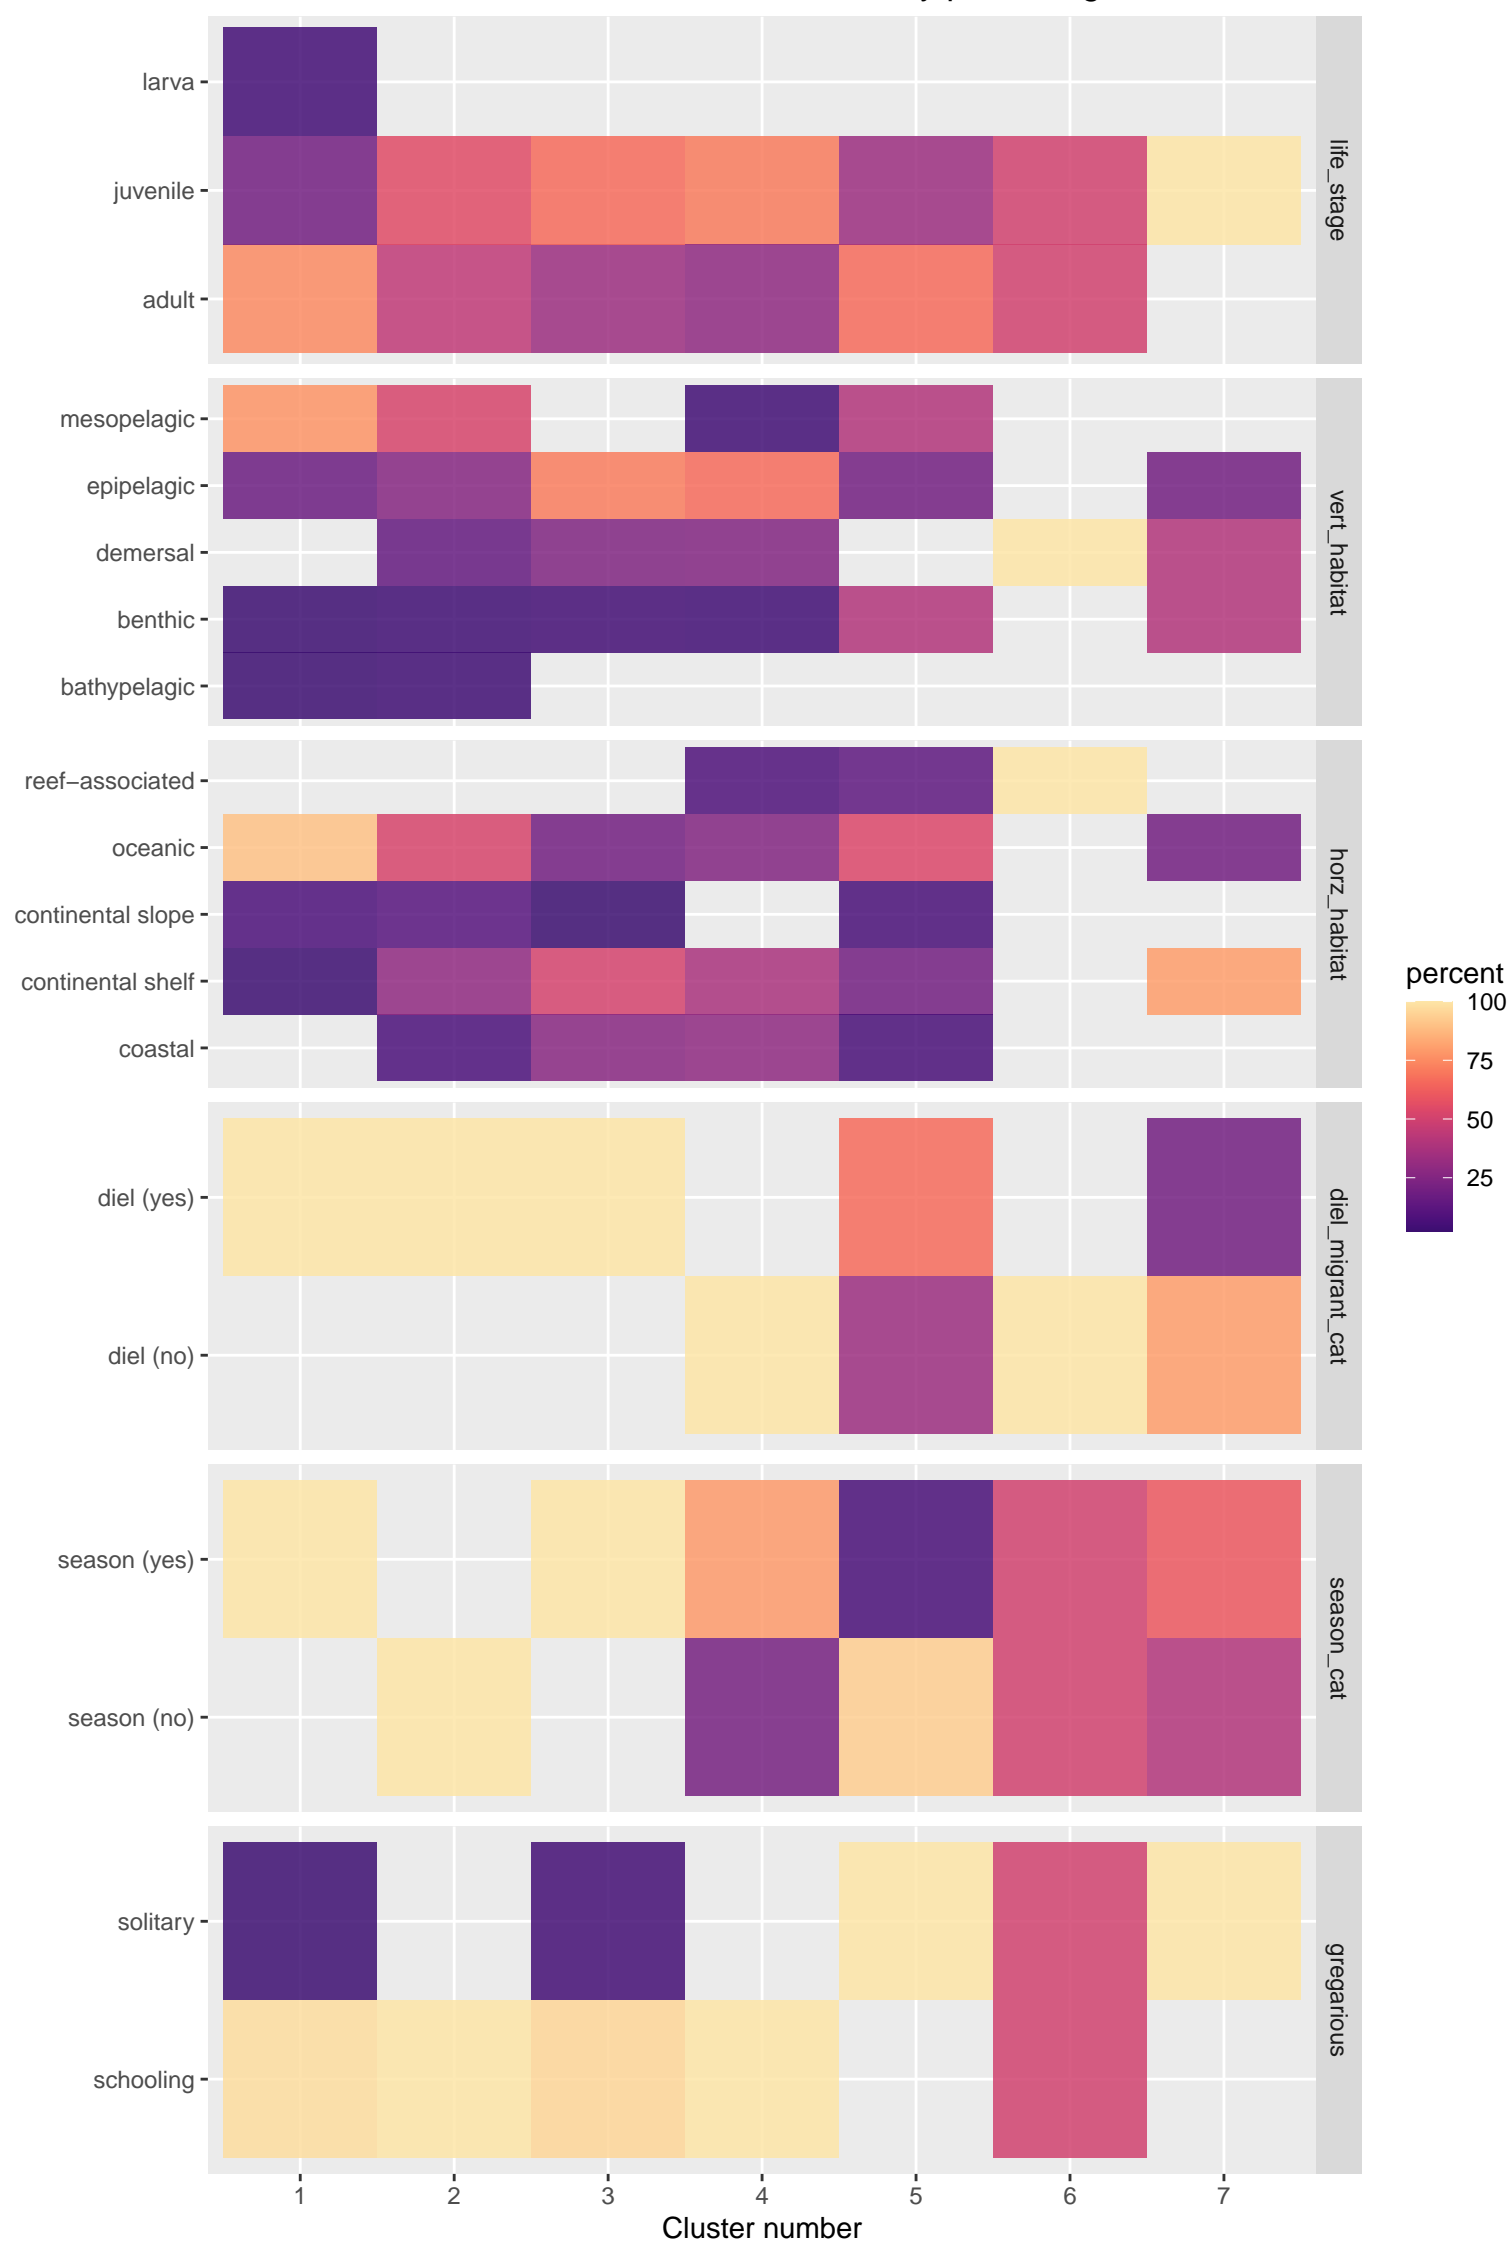 larva
juvenile
adult
life_stage
mesopelagic
epipelagic
demersal
benthic
bathypelagic
vert_habitat
reef−associated
oceanic
continental slope
continental shelf
coastal
horz_habitat
diel (yes)
diel (no)
diel_migrant_cat
season (yes)
season (no)
season_cat
solitary
schooling
gregarious
1 2 3 4 5 6 7
Cluster number
percent
100
75
50
25